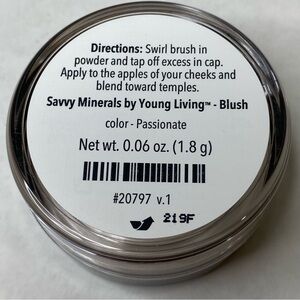 Directions: Swirl brush in
powder and tap off excess in cap.
Apply to the apples of your cheeks and
blend toward temples.
Savvy Minerals by Young Living™ - Blush
color - Passionate
Net wt. 0.06 oz. (1.8 g)
#20797 v.1
219F